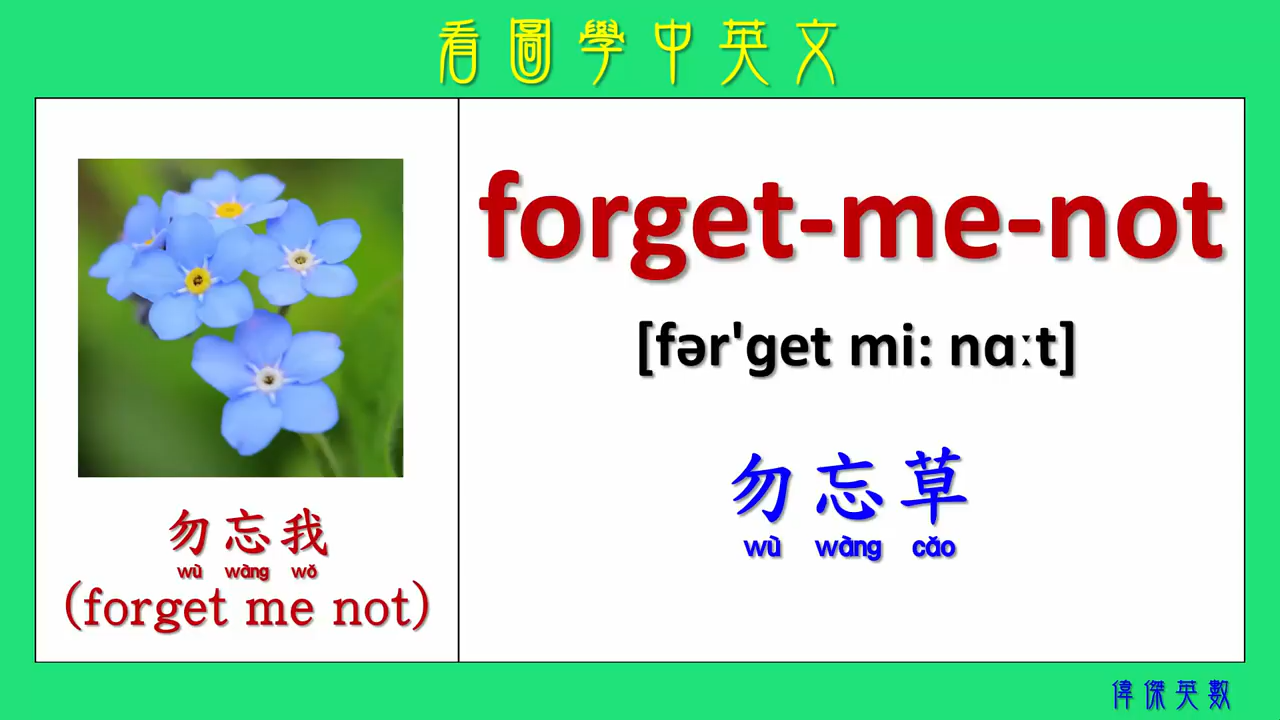 看圖學中英文
勿忘我
wù wàng wǒ
(forget me not)
forget-me-not
[fər'get mi: nɑːt]
勿忘草
wù wàng cǎo
偉傑英數